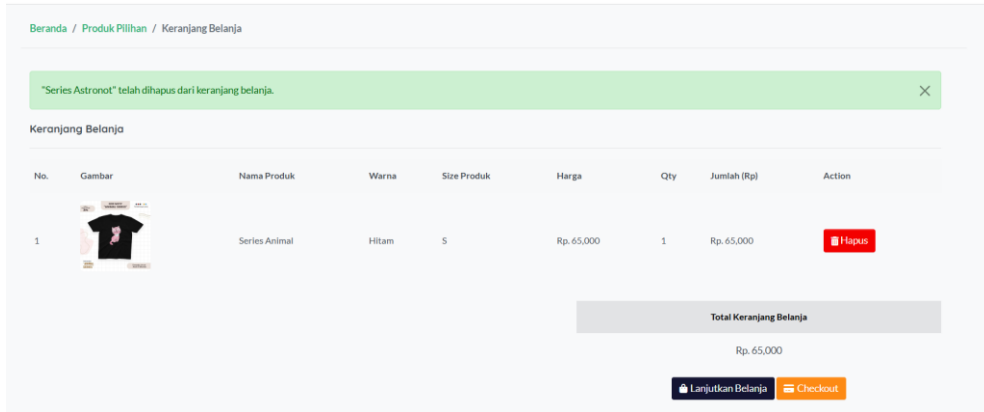 Beranda / Produk Pilihan / Keranjang Belanja
"Series Astronot" telah dihapus dari keranjang belanja.
Keranjang Belanja
No. Gambar Nama Produk Warna Size Produk Harga Qty Jumlah (Rp) Action
1 Series Animal Hitam S Rp. 65,000 1 Rp. 65,000 Hapus
Total Keranjang Belanja
Rp. 65,000
Lanjutkan Belanja Checkout